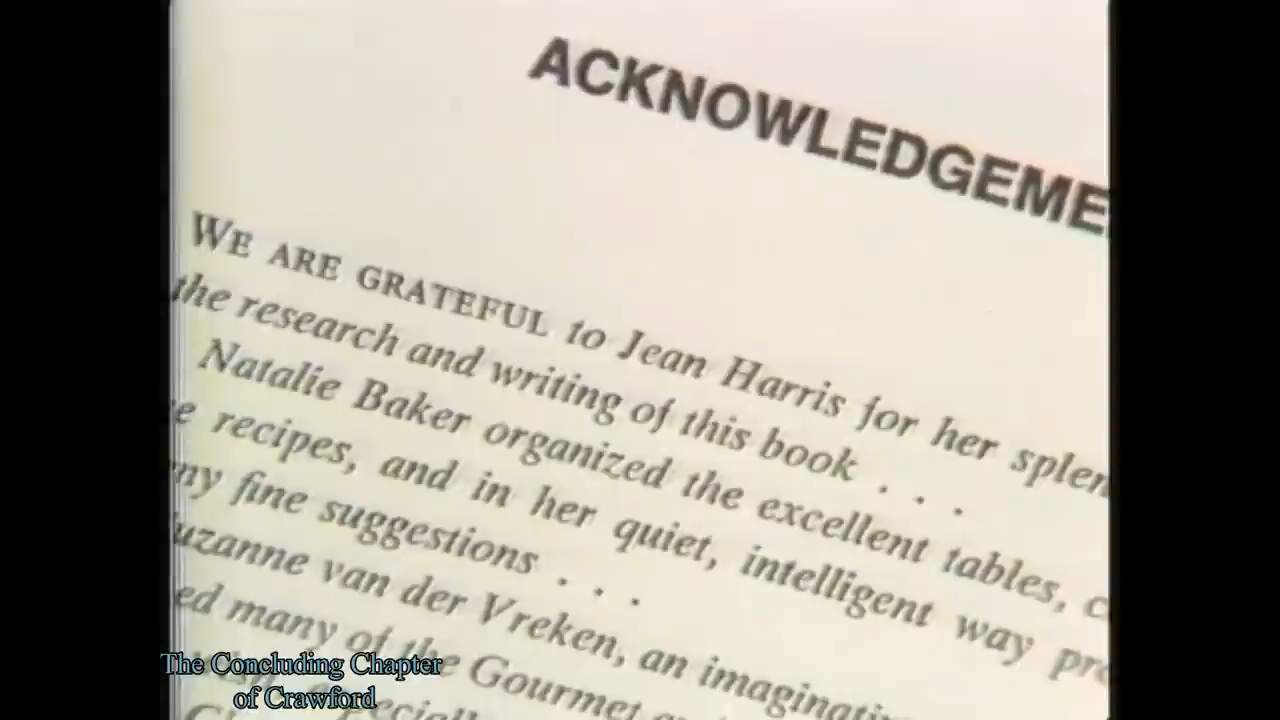 ACKNOWLEDGEME
WE ARE GRATEFUL to Jean Harris for her splen
the research and writing of this book . .
Natalie Baker organized the excellent tables, c
e recipes, and in her quiet, intelligent way pro
ny fine suggestions . . .
uzanne van der Vreken, an imaginati
ed many of the Gourmet
The Concluding Chapter
of Crawford